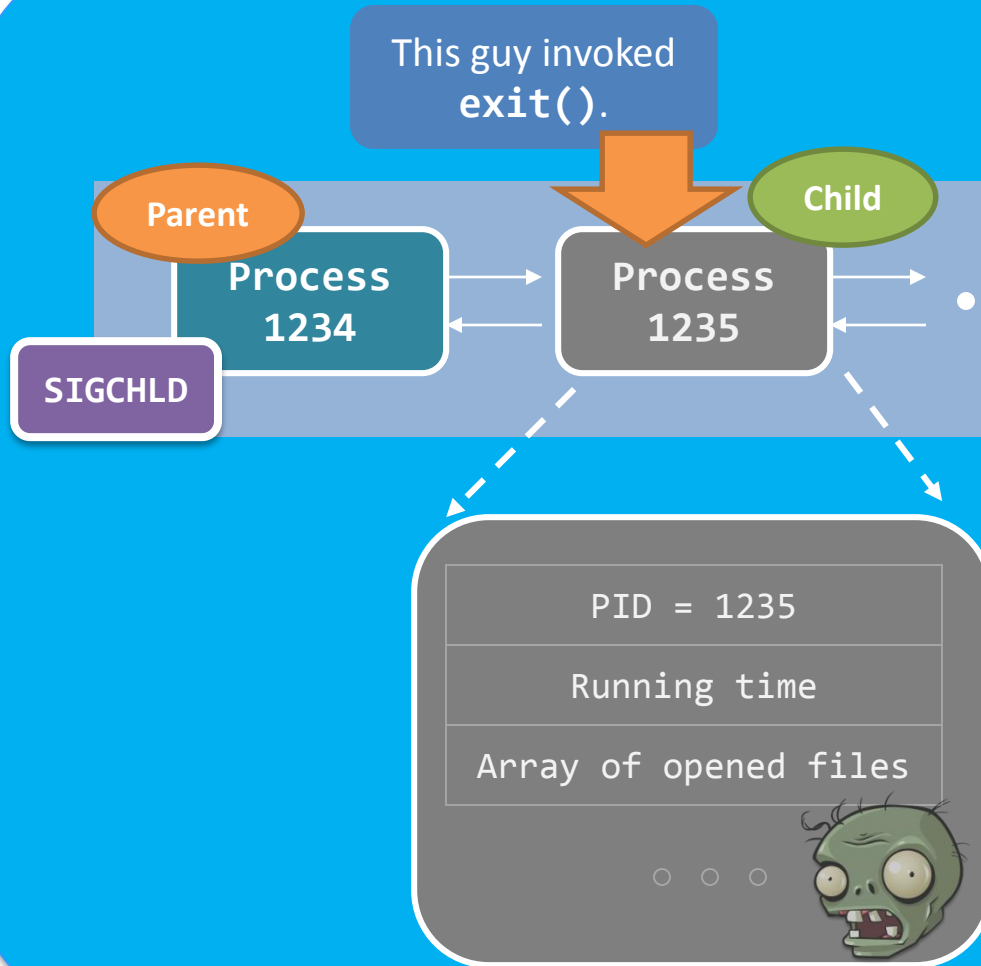 This guy invoked
exit().
Parent
Child
Process
1234
Process
1235
SIGCHLD
PID = 1235
Running time
Array of opened files